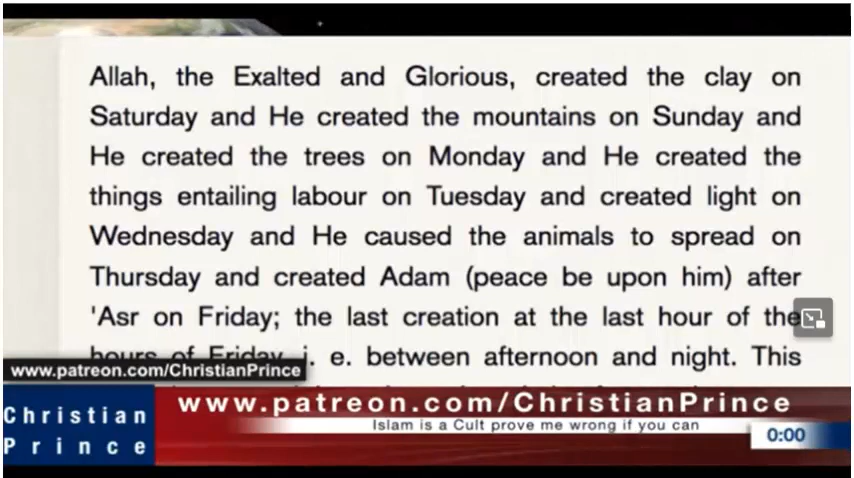 Allah, the Exalted and Glorious, created the clay on
Saturday and He created the mountains on Sunday and
He created the trees on Monday and He created the
things entailing labour on Tuesday and created light on
Wednesday and He caused the animals to spread on
Thursday and created Adam (peace be upon him) after
'Asr on Friday; the last creation at the last hour of the
hours of Friday, i. e. between afternoon and night. This
www.patreon.com/ChristianPrince
Christian
Prince
www.patreon.com/ChristianPrince
Islam is a Cult prove me wrong if you can
0:00